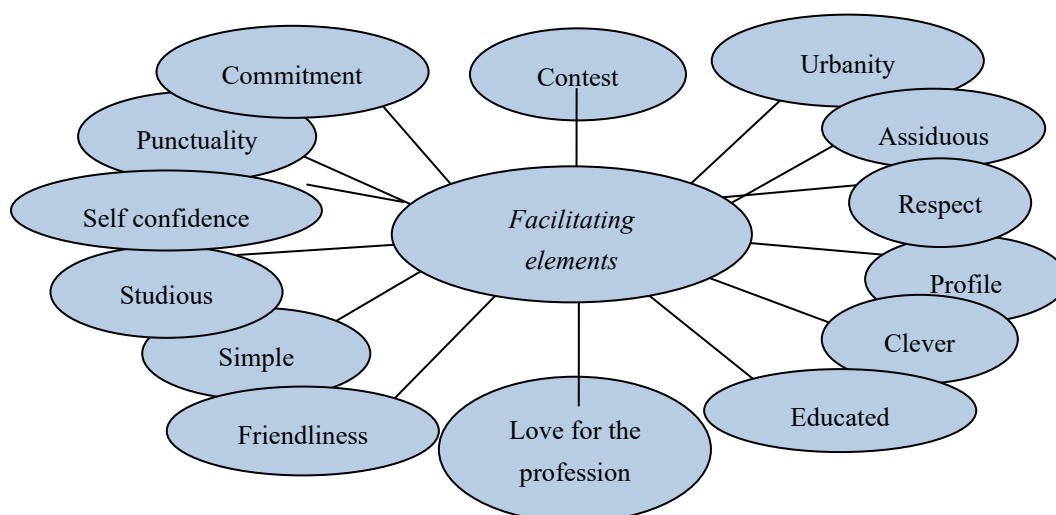 Commitment
Contest
Urbanity
Punctuality
Assiduous
Self confidence
Facilitating
elements
Respect
Studious
Profile
Simple
Clever
Friendliness
Love for the
profession
Educated